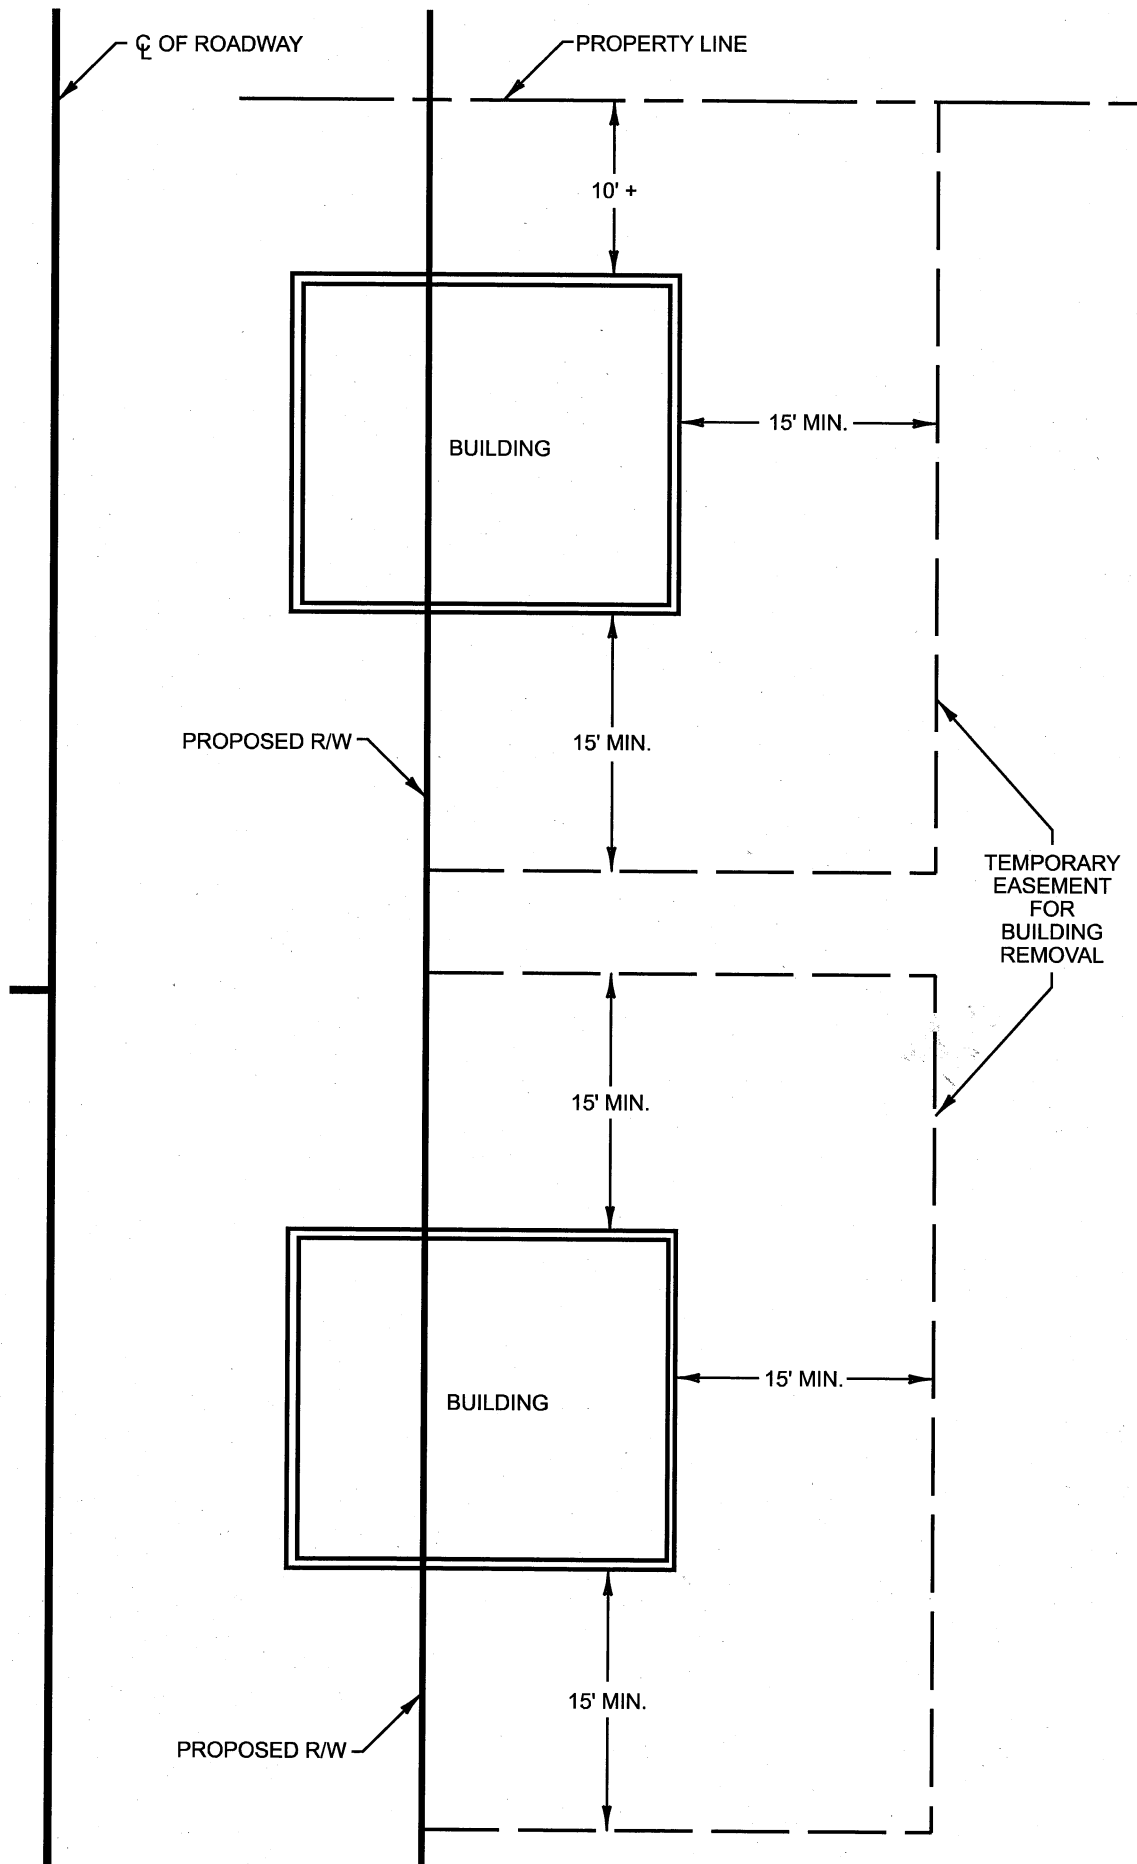 ℄ OF ROADWAY
PROPERTY LINE
10' +
15' MIN.
BUILDING
PROPOSED R/W
15' MIN.
TEMPORARY
EASEMENT
FOR
BUILDING
REMOVAL
15' MIN.
15' MIN.
BUILDING
15' MIN.
PROPOSED R/W